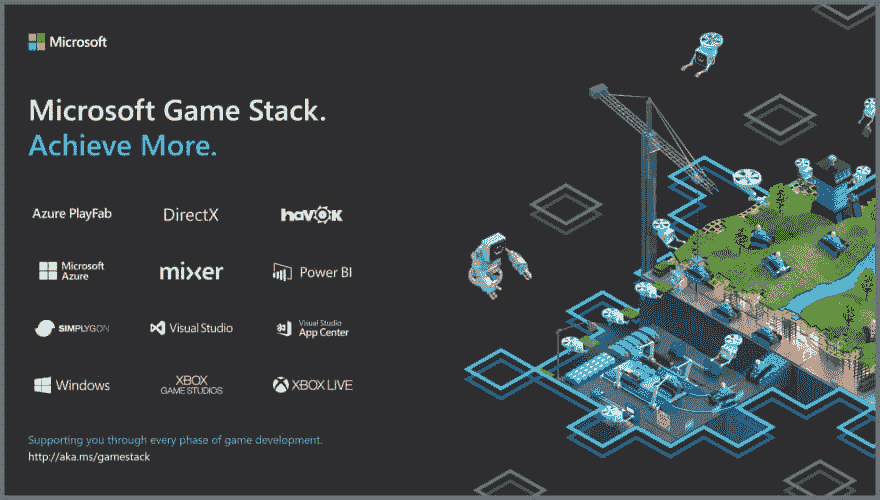 Microsoft
Microsoft Game Stack.
Achieve More.
Azure PlayFab
DirectX
havok
Microsoft
Azure
mixer
Power BI
SIMPLYGON
Visual Studio
Visual Studio
App Center
Windows
XBOX
GAME STUDIOS
XBOX LIVE
Supporting you through every phase of game development.
http://aka.ms/gamestack